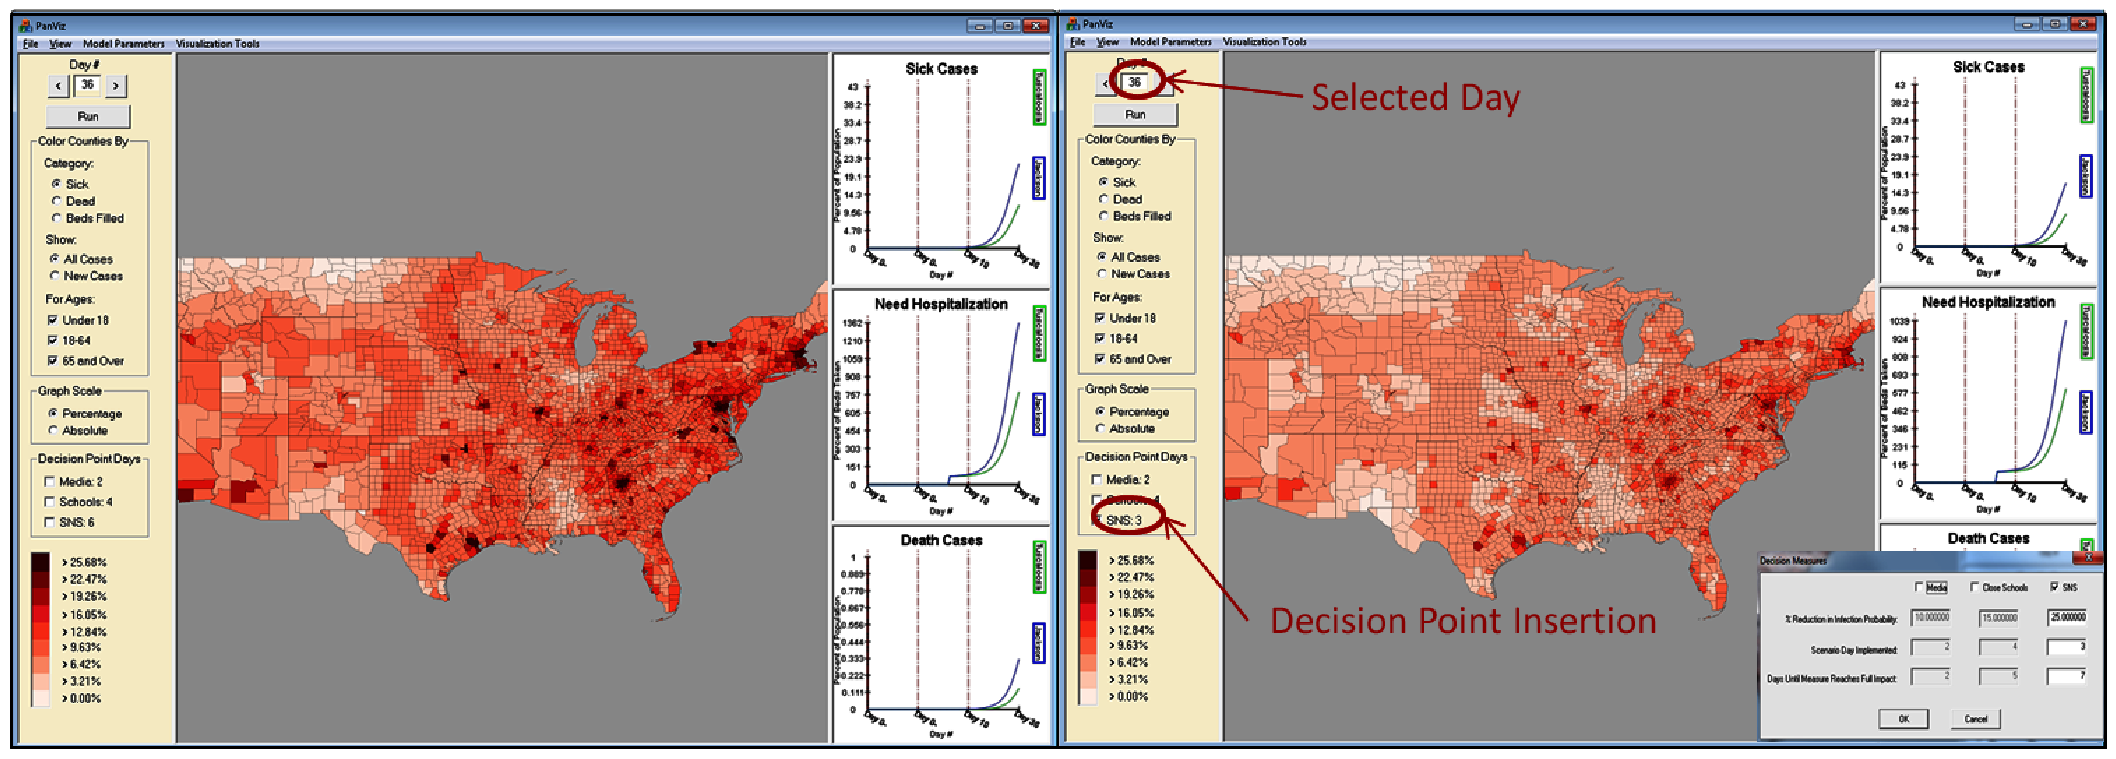 PanViz
File View Model Parameters Visualization Tools
Day #
< 36 >
Run
Color Counties By
Category:
Sick
Dead
Beds Filled
Show:
All Cases
New Cases
For Ages:
Under 18
18-64
65 and Over
Graph Scale
Percentage
Absolute
Decision Point Days
Media: 2
Schools: 4
SNS: 6
> 25.68%
> 22.47%
> 19.26%
> 16.05%
> 12.84%
> 9.63%
> 6.42%
> 3.21%
> 0.00%
Sick Cases
Tuscaloosa
Jackson
Percent of Population
43
38.2
33.4
28.7
23.9
19.1
14.3
9.56
4.78
0
Day #
Need Hospitalization
Tuscaloosa
Jackson
Percent of Beds Taken
1362
1210
1059
908
757
605
454
303
151
0
Day #
Death Cases
Tuscaloosa
Jackson
Percent of Population
1
0.889
0.778
0.667
0.556
0.444
0.333
0.222
0.111
0
Day #
PanViz
File View Model Parameters Visualization Tools
Day #
< 36
Run
Color Counties By
Category:
Sick
Dead
Beds Filled
Show:
All Cases
New Cases
For Ages:
Under 18
18-64
65 and Over
Graph Scale
Percentage
Absolute
Decision Point Days
Media: 2
Schools: 4
SNS: 3
> 25.68%
> 22.47%
> 19.26%
> 16.05%
> 12.84%
> 9.63%
> 6.42%
> 3.21%
> 0.00%
Selected Day
Decision Point Insertion
Sick Cases
Tuscaloosa
Jackson
Percent of Population
43
38.2
33.4
28.7
23.9
19.1
14.3
9.56
4.78
0
Day #
Need Hospitalization
Tuscaloosa
Jackson
Percent of Beds Taken
1039
924
808
693
577
462
346
231
115
0
Day #
Death Cases
Decision Measures
Media Close Schools SNS
% Reduction in Infection Probability: 10.000000 15.000000 25.000000
Scenario Day Implemented: 2 4 3
Days Until Measure Reaches Full Impact: 2 5 7
OK Cancel